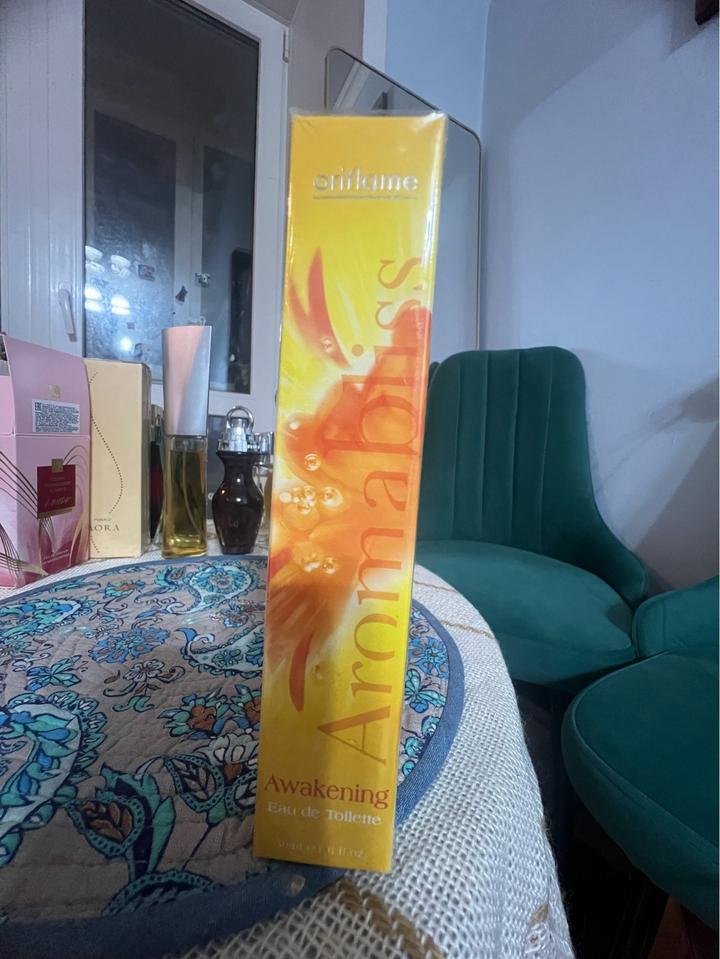 oriflame
Aromabliss
Awakening
Eau de Toilette
AORA